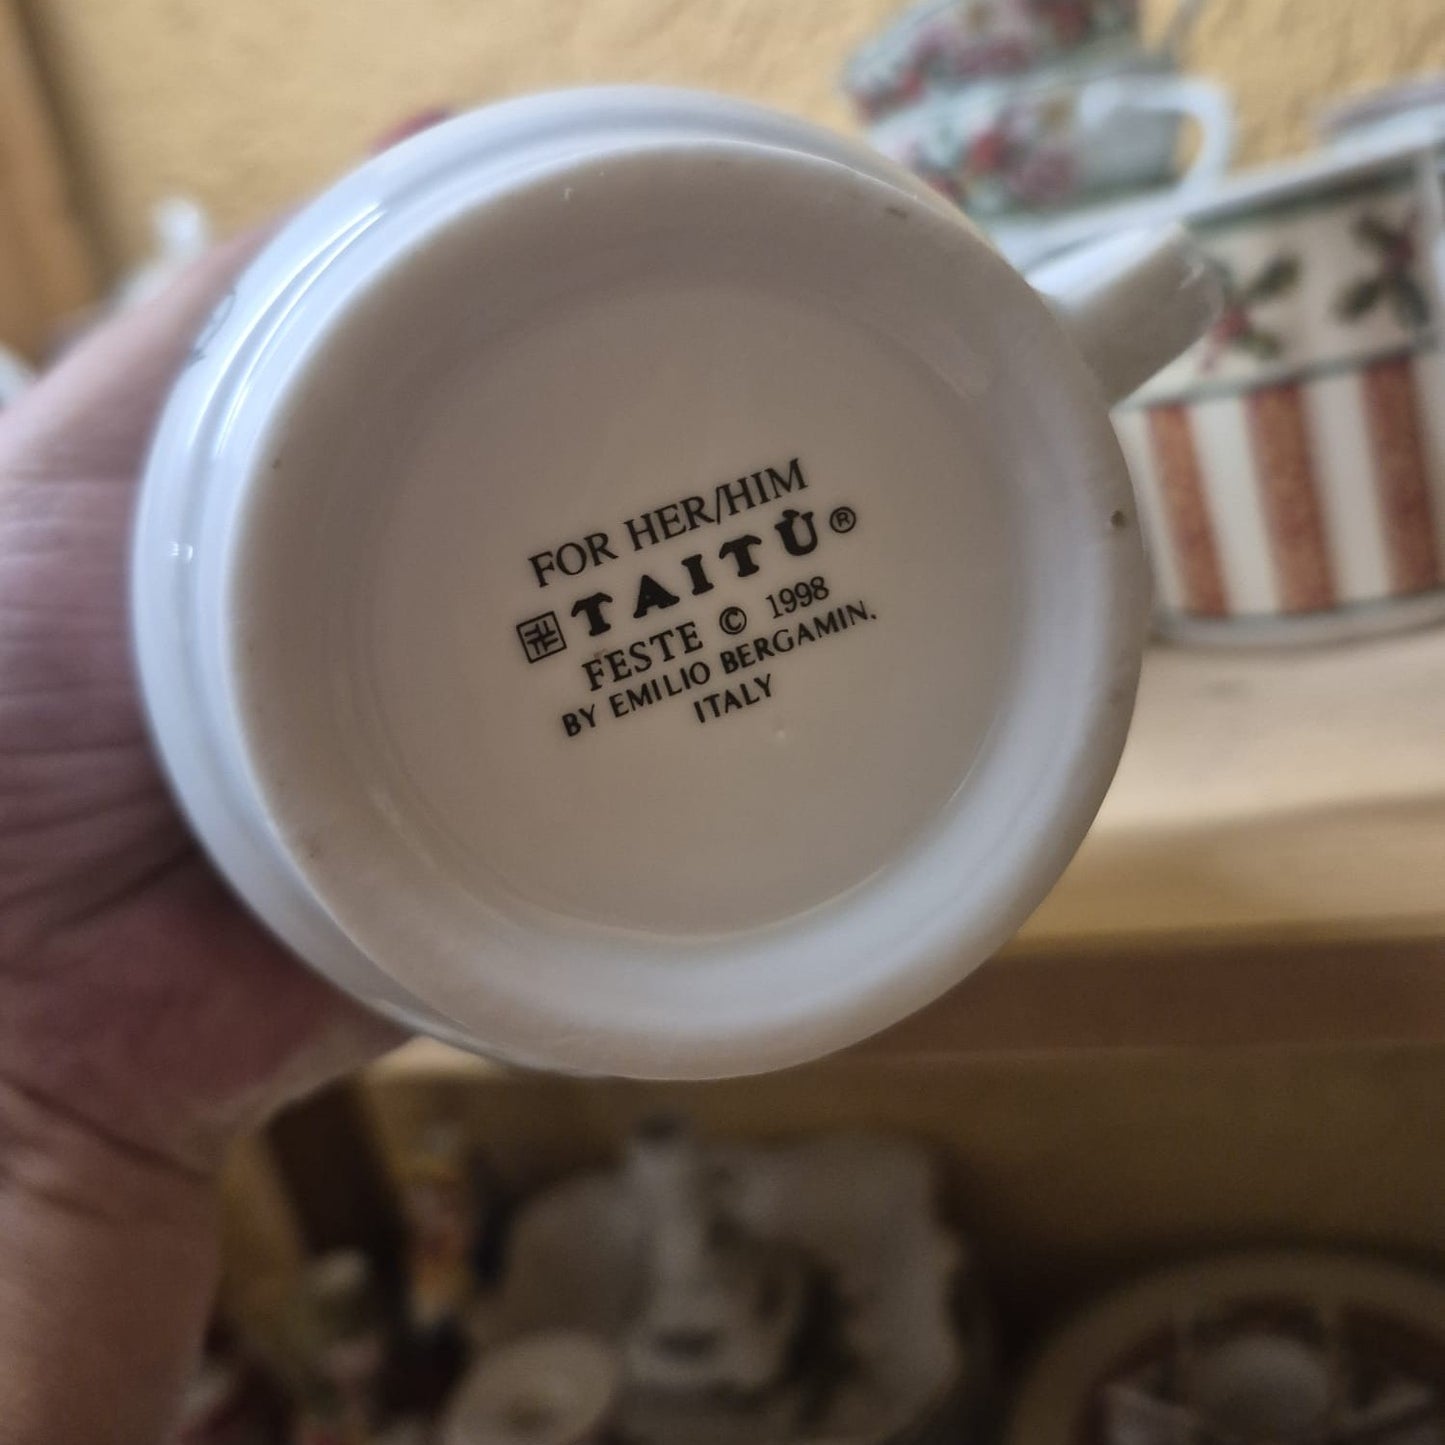 FOR HER/HIM
TAITÙ®
FESTE © 1998
BY EMILIO BERGAMIN.
ITALY